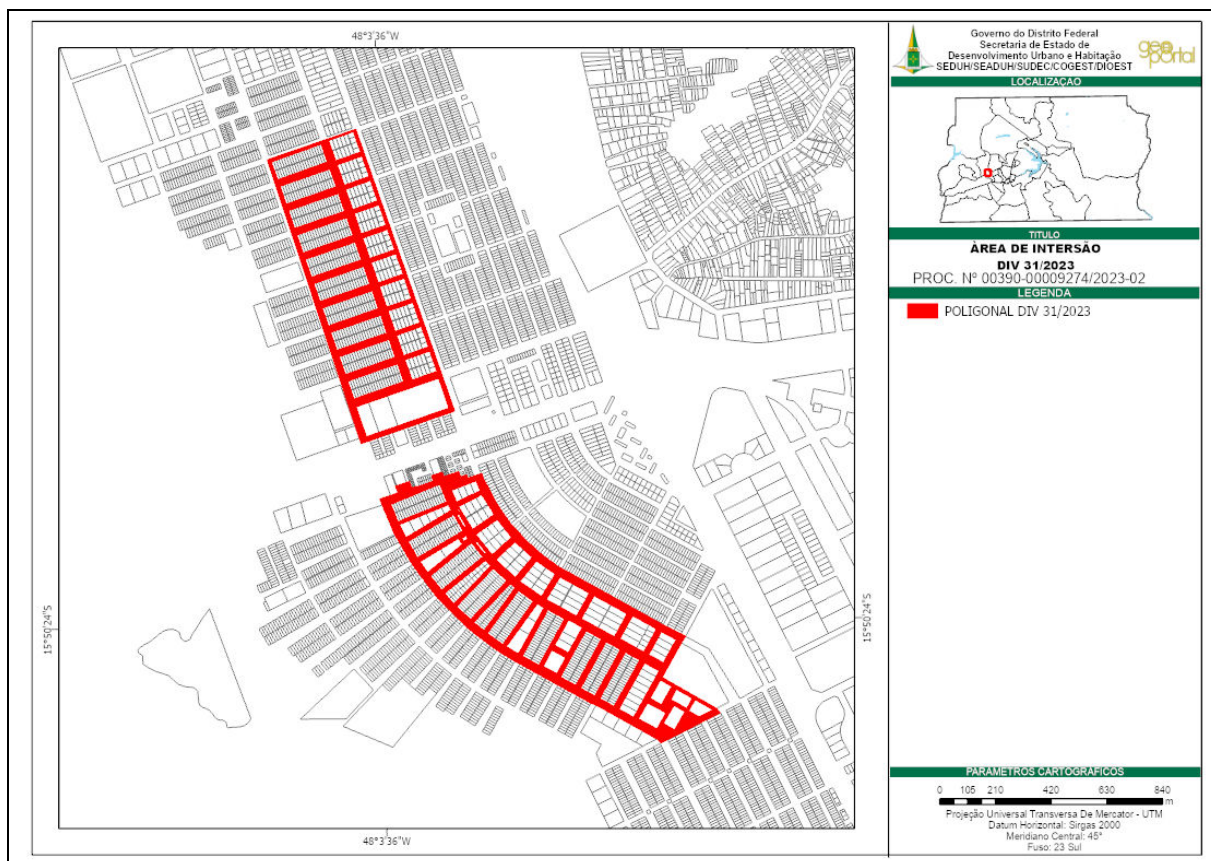 48°3'36"W
15°50'24"S
15°50'24"S
48°3'36"W
Governo do Distrito Federal
Secretaria de Estado de
Desenvolvimento Urbano e Habitação
SEDUH/SEADUH/SUDEC/COGEST/DIOEST
geo
portal
LOCALIZAÇÃO
TITULO
ÁREA DE INTERSÃO
DIV 31/2023
PROC. Nº 00390-00009274/2023-02
LEGENDA
POLIGONAL DIV 31/2023
PARÂMETROS CARTOGRÁFICOS
0 105 210 420 630 840
m
Projeção Universal Transversa De Mercator - UTM
Datum Horizontal: Sirgas 2000
Meridiano Central: 45°
Fuso: 23 Sul